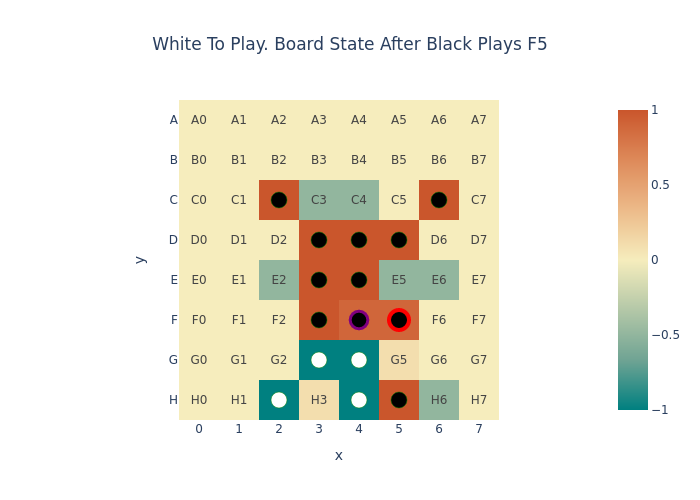 White To Play. Board State After Black Plays F5
A A0 A1 A2 A3 A4 A5 A6 A7 1
B B0 B1 B2 B3 B4 B5 B6 B7
C C0 C1 C3 C4 C5 C7 0.5
D D0 D1 D2 D6 D7
y 0
E E0 E1 E2 E5 E6 E7
F F0 F1 F2 F6 F7 −0.5
G G0 G1 G2 G5 G6 G7
H H0 H1 H3 H6 H7 −1
0 1 2 3 4 5 6 7
x